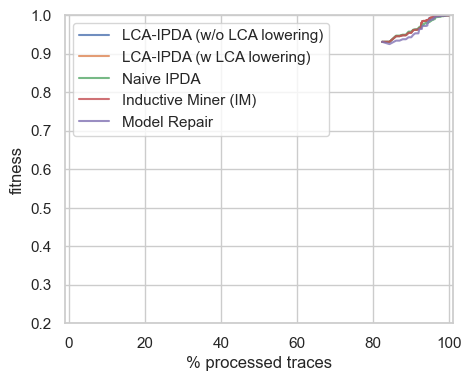 1.0
0.9
0.8
0.7
0.6
0.5
0.4
0.3
0.2
fitness
LCA-IPDA (w/o LCA lowering)
LCA-IPDA (w LCA lowering)
Naive IPDA
Inductive Miner (IM)
Model Repair
0 20 40 60 80 100
% processed traces